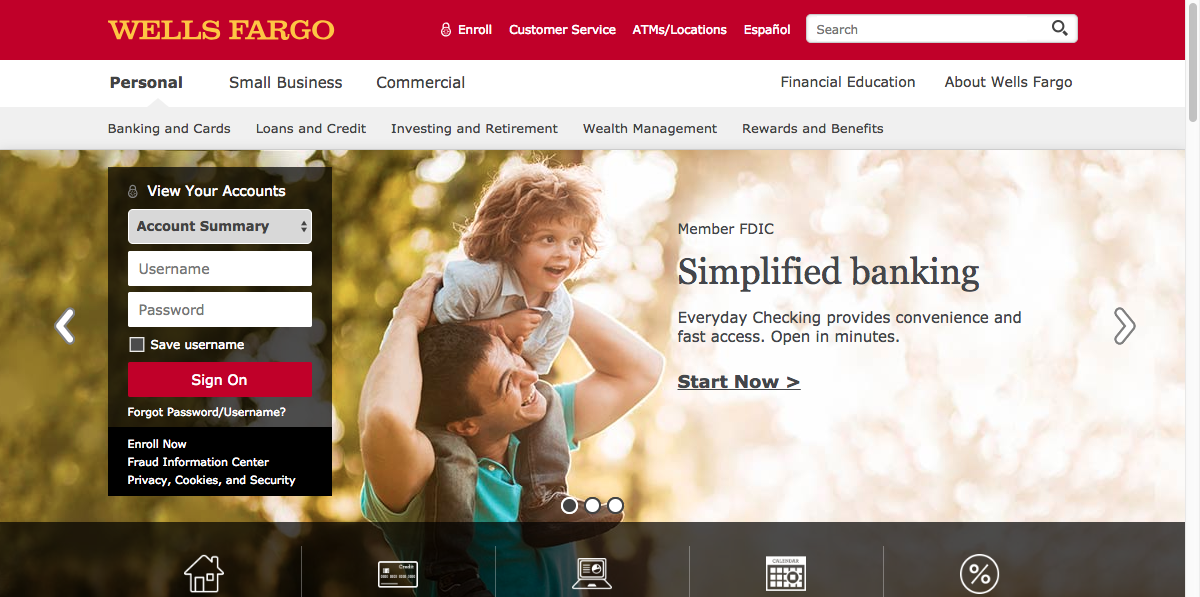 WELLS FARGO
Enroll Customer Service ATMs/Locations Español Search
Personal Small Business Commercial Financial Education About Wells Fargo
Banking and Cards Loans and Credit Investing and Retirement Wealth Management Rewards and Benefits
View Your Accounts
Account Summary
Username
Password
Save username
Sign On
Forgot Password/Username?
Enroll Now
Fraud Information Center
Privacy, Cookies, and Security
Member FDIC
Simplified banking
Everyday Checking provides convenience and
fast access. Open in minutes.
Start Now >
Credit
CALENDAR
%